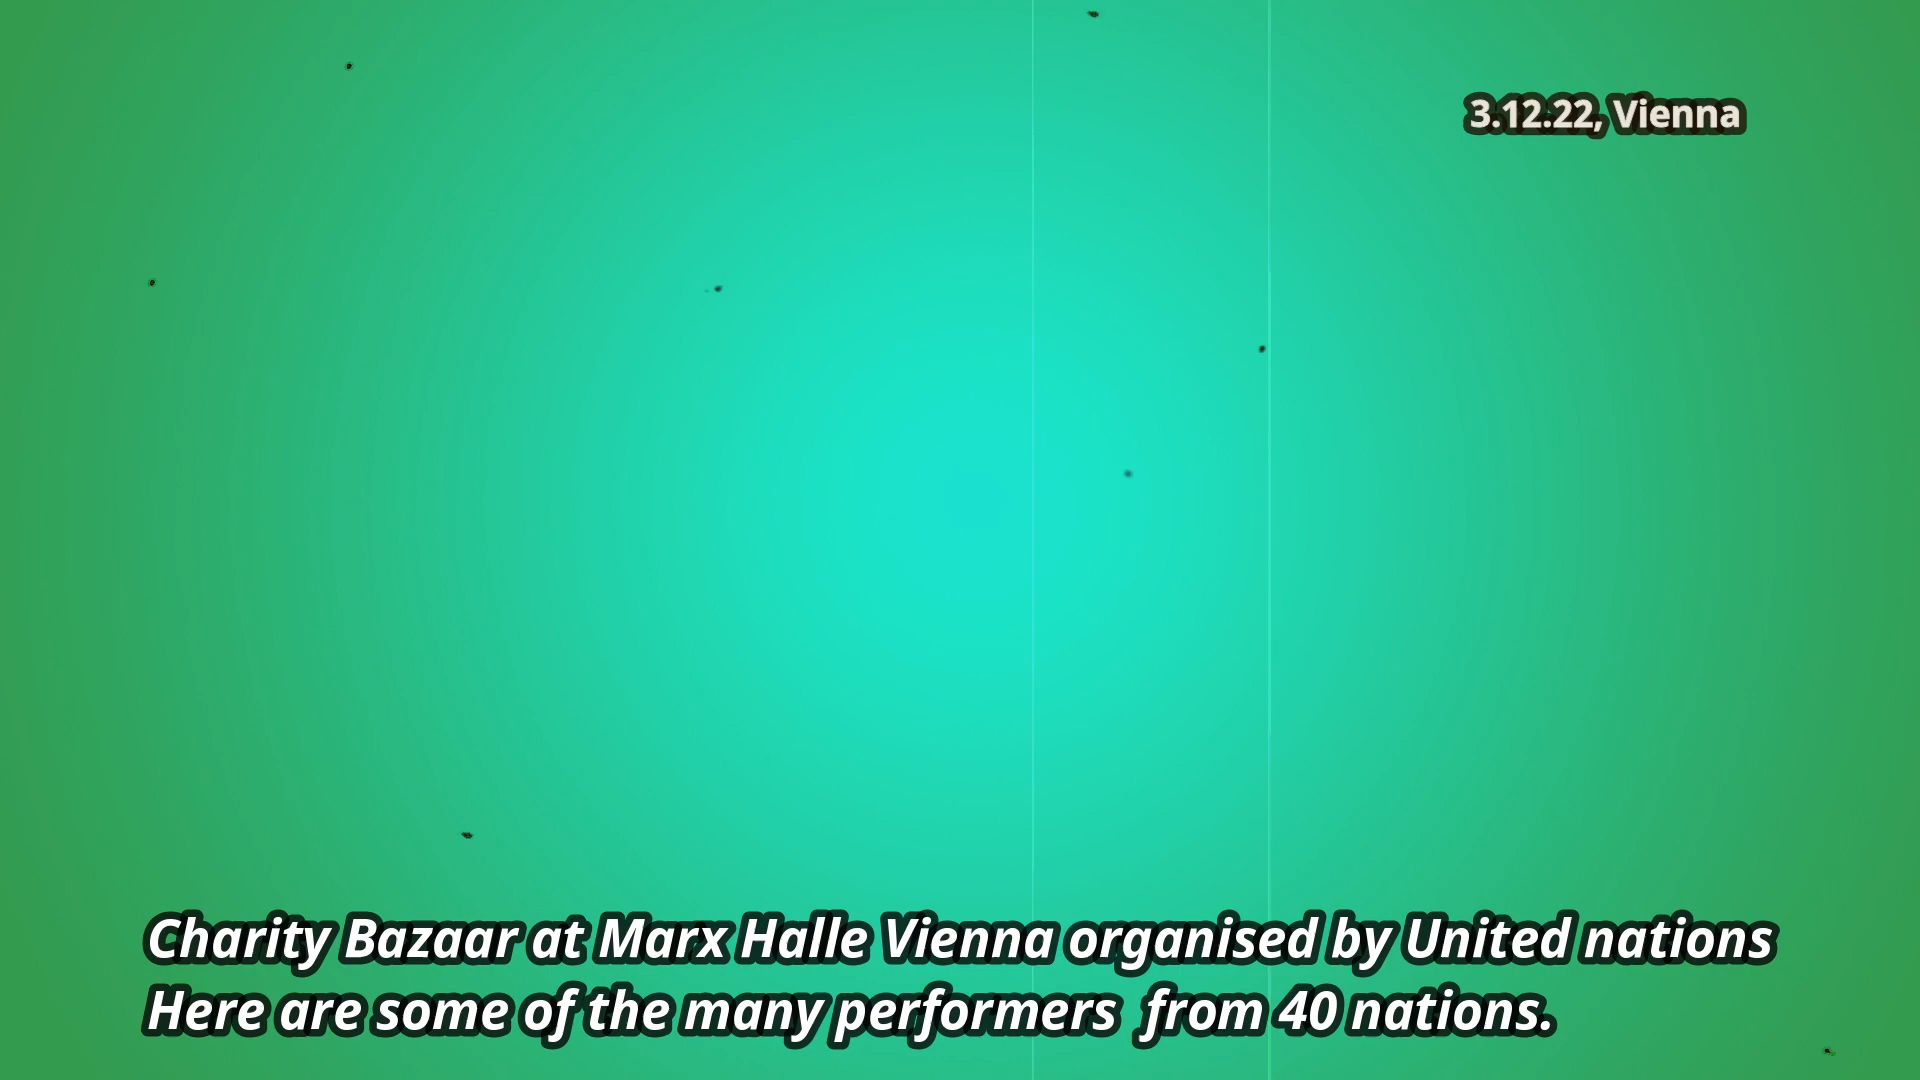 3.12.22, Vienna
Charity Bazaar at Marx Halle Vienna organised by United nations
Here are some of the many performers  from 40 nations.